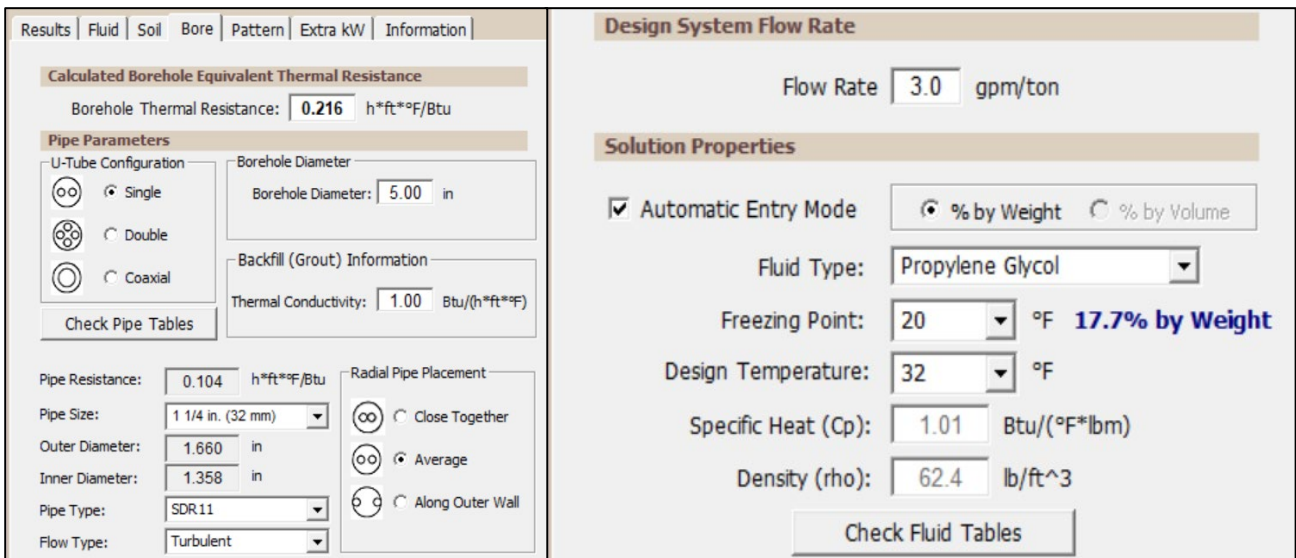 Results Fluid Soil Bore Pattern Extra kW Information
Calculated Borehole Equivalent Thermal Resistance
Borehole Thermal Resistance: 0.216 h*ft*°F/Btu
Pipe Parameters
U-Tube Configuration
Single
Double
Coaxial
Check Pipe Tables
Borehole Diameter
Borehole Diameter: 5.00 in
Backfill (Grout) Information
Thermal Conductivity: 1.00 Btu/(h*ft*°F)
Pipe Resistance: 0.104 h*ft*°F/Btu
Pipe Size: 1 1/4 in. (32 mm)
Outer Diameter: 1.660 in
Inner Diameter: 1.358 in
Pipe Type: SDR11
Flow Type: Turbulent
Radial Pipe Placement
Close Together
Average
Along Outer Wall
Design System Flow Rate
Flow Rate 3.0 gpm/ton
Solution Properties
Automatic Entry Mode % by Weight % by Volume
Fluid Type: Propylene Glycol
Freezing Point: 20 °F 17.7% by Weight
Design Temperature: 32 °F
Specific Heat (Cp): 1.01 Btu/(°F*lbm)
Density (rho): 62.4 lb/ft^3
Check Fluid Tables